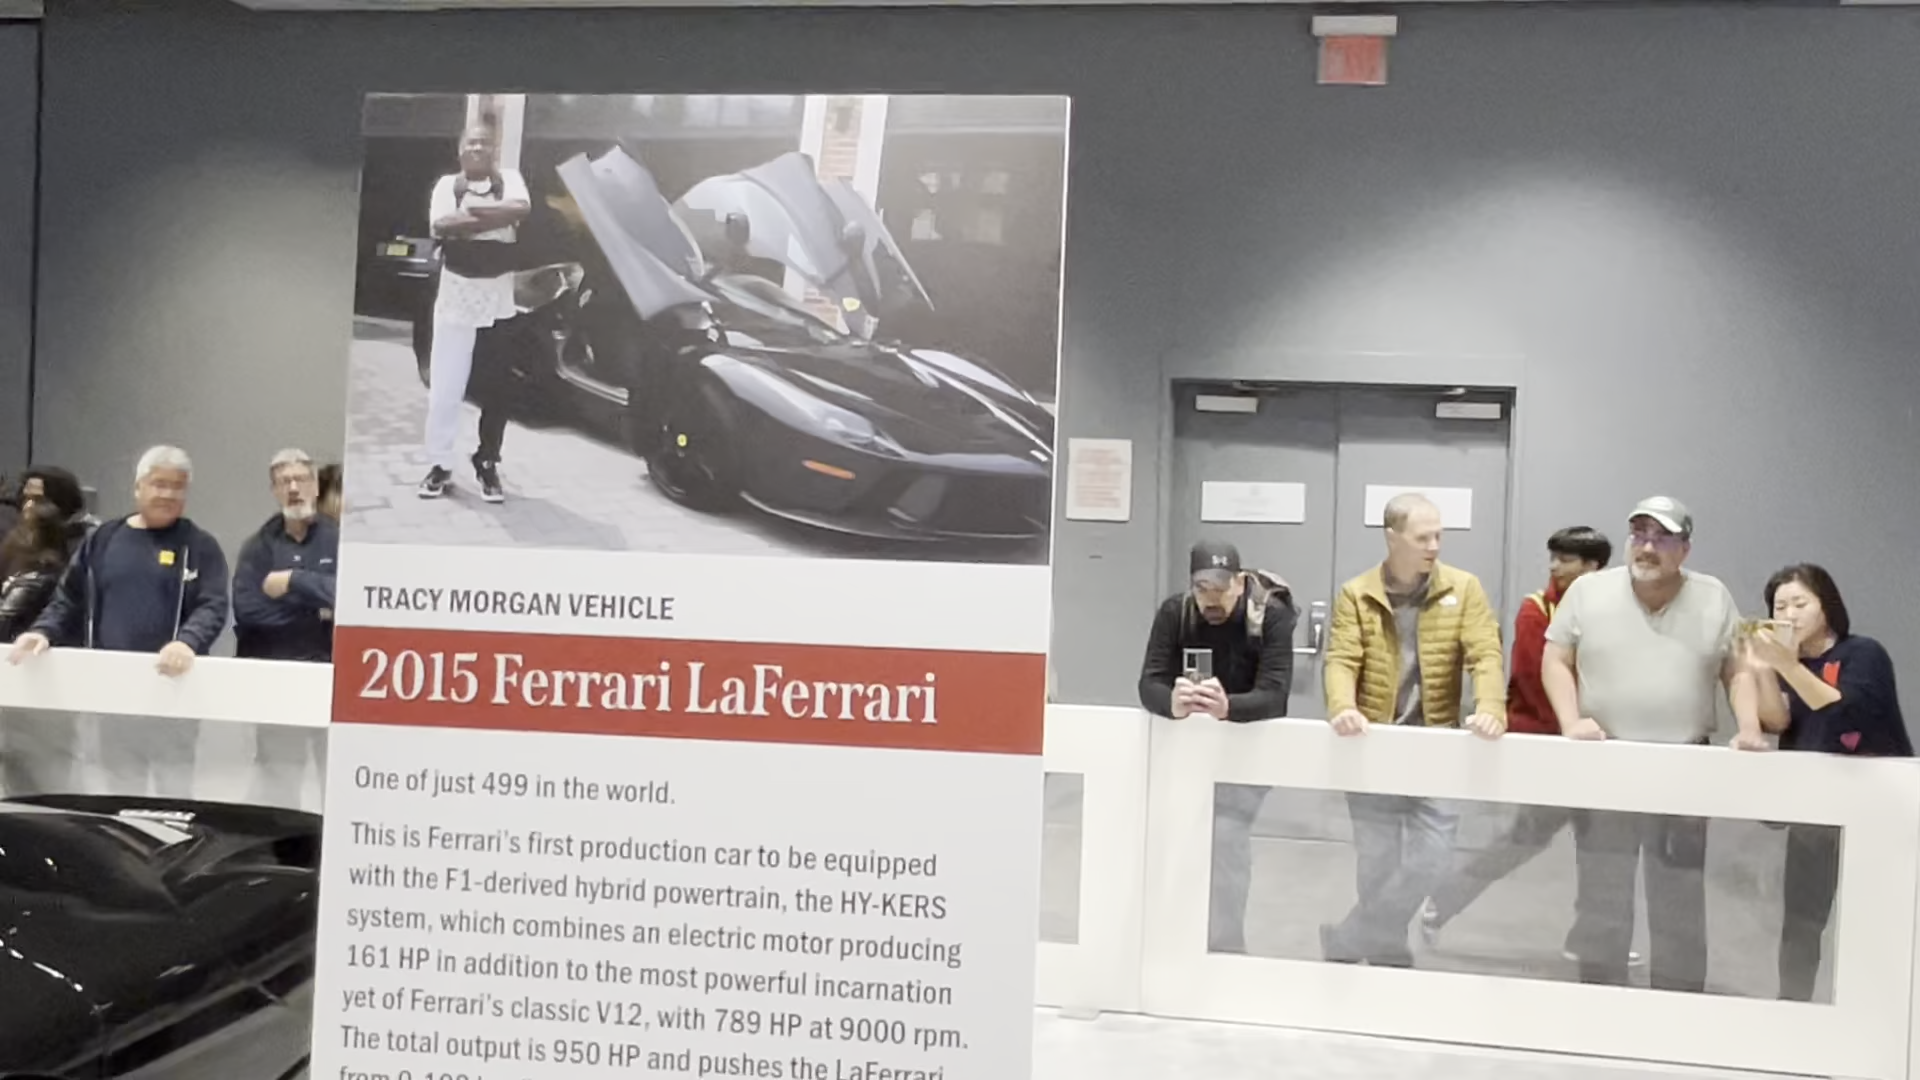 TRACY MORGAN VEHICLE
2015 Ferrari LaFerrari
One of just 499 in the world.
This is Ferrari's first production car to be equipped
with the F1-derived hybrid powertrain, the HY-KERS
system, which combines an electric motor producing
161 HP in addition to the most powerful incarnation
yet of Ferrari's classic V12, with 789 HP at 9000 rpm.
The total output is 950 HP and pushes the LaFerrari
from 0-100